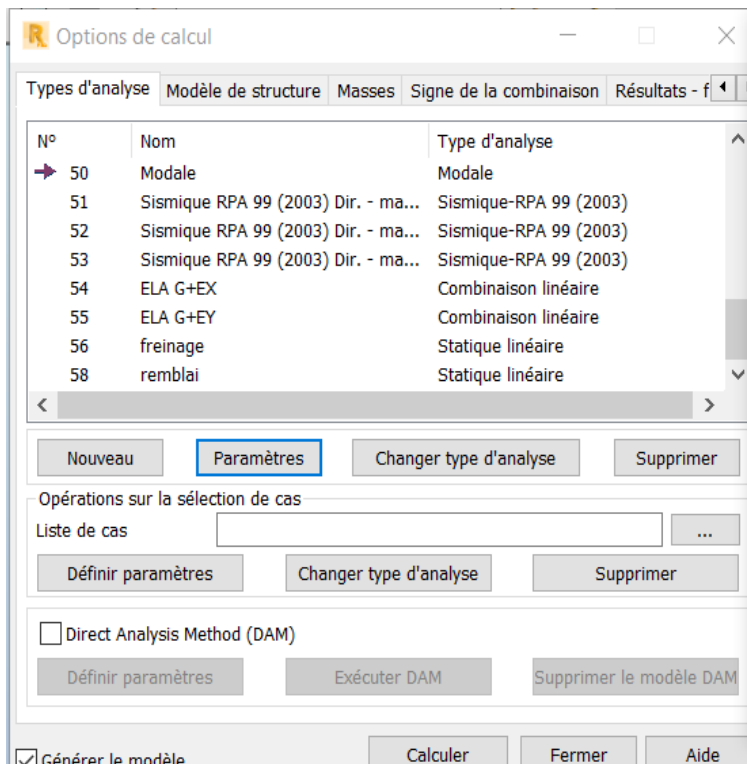 Options de calcul
Types d'analyse Modèle de structure Masses Signe de la combinaison Résultats - f
Nº Nom Type d'analyse
50 Modale Modale
51 Sismique RPA 99 (2003) Dir. - ma... Sismique-RPA 99 (2003)
52 Sismique RPA 99 (2003) Dir. - ma... Sismique-RPA 99 (2003)
53 Sismique RPA 99 (2003) Dir. - ma... Sismique-RPA 99 (2003)
54 ELA G+EX Combinaison linéaire
55 ELA G+EY Combinaison linéaire
56 freinage Statique linéaire
58 remblai Statique linéaire
Nouveau Paramètres Changer type d'analyse Supprimer
Opérations sur la sélection de cas
Liste de cas ...
Définir paramètres Changer type d'analyse Supprimer
Direct Analysis Method (DAM)
Définir paramètres Exécuter DAM Supprimer le modèle DAM
Générer le modèle Calculer Fermer Aide